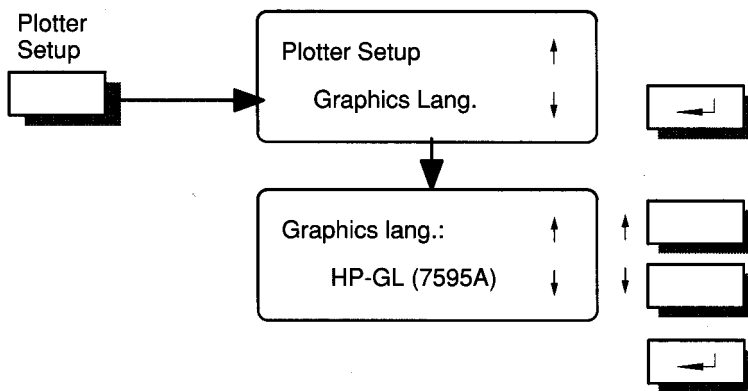 Plotter
Setup
Plotter Setup
Graphics Lang.
Graphics lang.:
HP-GL (7595A)